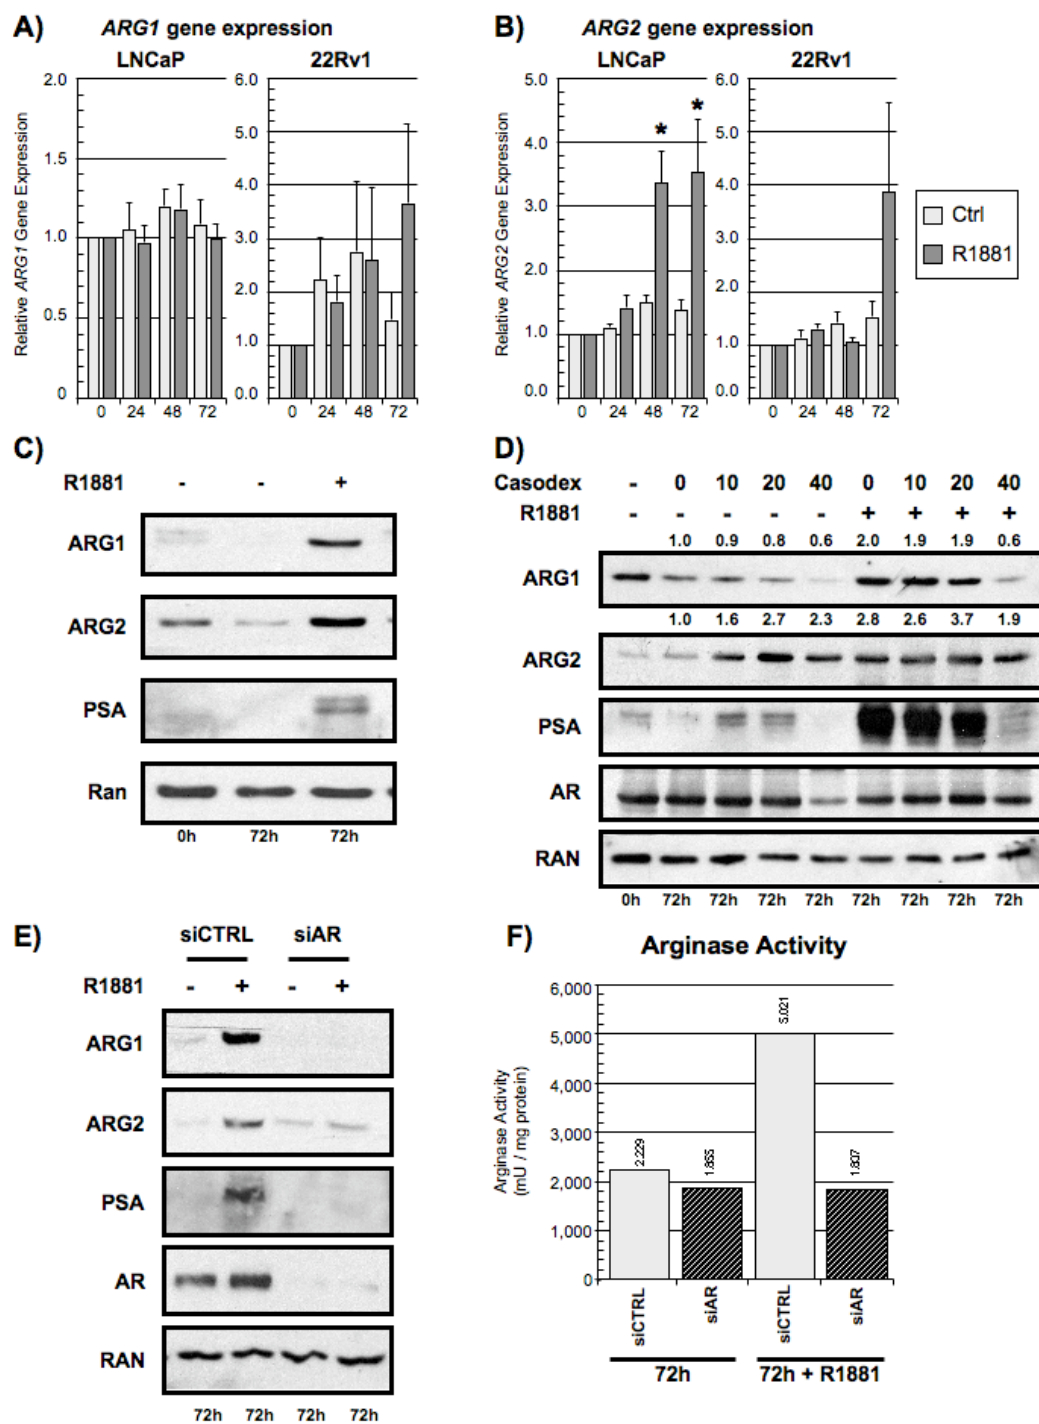 A) ARG1 gene expression
LNCaP 22Rv1
Relative ARG1 Gene Expression
2.0
1.5
1.0
0.5
0
0 24 48 72
6.0
5.0
4.0
3.0
2.0
1.0
0.0
0 24 48 72
B) ARG2 gene expression
LNCaP 22Rv1
Relative ARG2 Gene Expression
5.0
4.0
3.0
2.0
1.0
0.0
* *
0 24 48 72
6.0
5.0
4.0
3.0
2.0
1.0
0.0
0 24 48 72
Ctrl
R1881
C)
R1881 - - +
ARG1
ARG2
PSA
Ran
0h 72h 72h
D)
Casodex - 0 10 20 40 0 10 20 40
R1881 - - - - - + + + +
1.0 0.9 0.8 0.6 2.0 1.9 1.9 0.6
ARG1
1.0 1.6 2.7 2.3 2.8 2.6 3.7 1.9
ARG2
PSA
AR
RAN
0h 72h 72h 72h 72h 72h 72h 72h 72h
E)
siCTRL siAR
R1881 - + - +
ARG1
ARG2
PSA
AR
RAN
72h 72h 72h 72h
F) Arginase Activity
Arginase Activity
(mU / mg protein)
6,000
5,000
4,000
3,000
2,000
1,000
0
2.229 1.855 5.021 1.837
siCTRL siAR siCTRL siAR
72h 72h + R1881